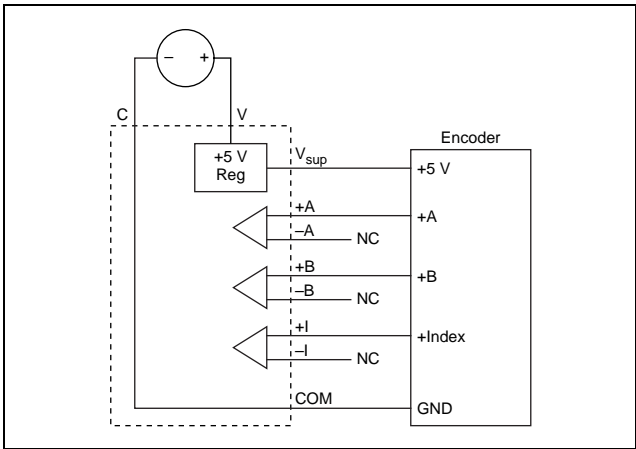 – +
C V
Encoder
+5 V
Reg
Vsup
+5 V
+A
+A
–A NC
+B
+B
–B NC
+I
+Index
–I NC
COM
GND